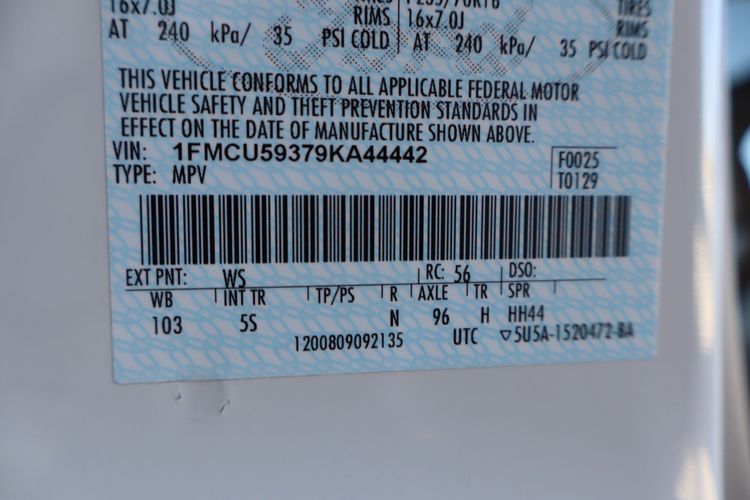 16x7.0J RIMS 16x7.0J TIRES RIMS
AT 240 kPa/ 35 PSI COLD AT 240 kPa/ 35 PSI COLD
THIS VEHICLE CONFORMS TO ALL APPLICABLE FEDERAL MOTOR
VEHICLE SAFETY AND THEFT PREVENTION STANDARDS IN
EFFECT ON THE DATE OF MANUFACTURE SHOWN ABOVE.
VIN: 1FMCU59379KA44442 F0025
TYPE: MPV T0129
EXT PNT: WS RC: 56 DSO:
WB INT TR TP/PS R AXLE TR SPR
103 5S N 96 H HH44
1200809092135 UTC ▽5U5A-1520472-BA